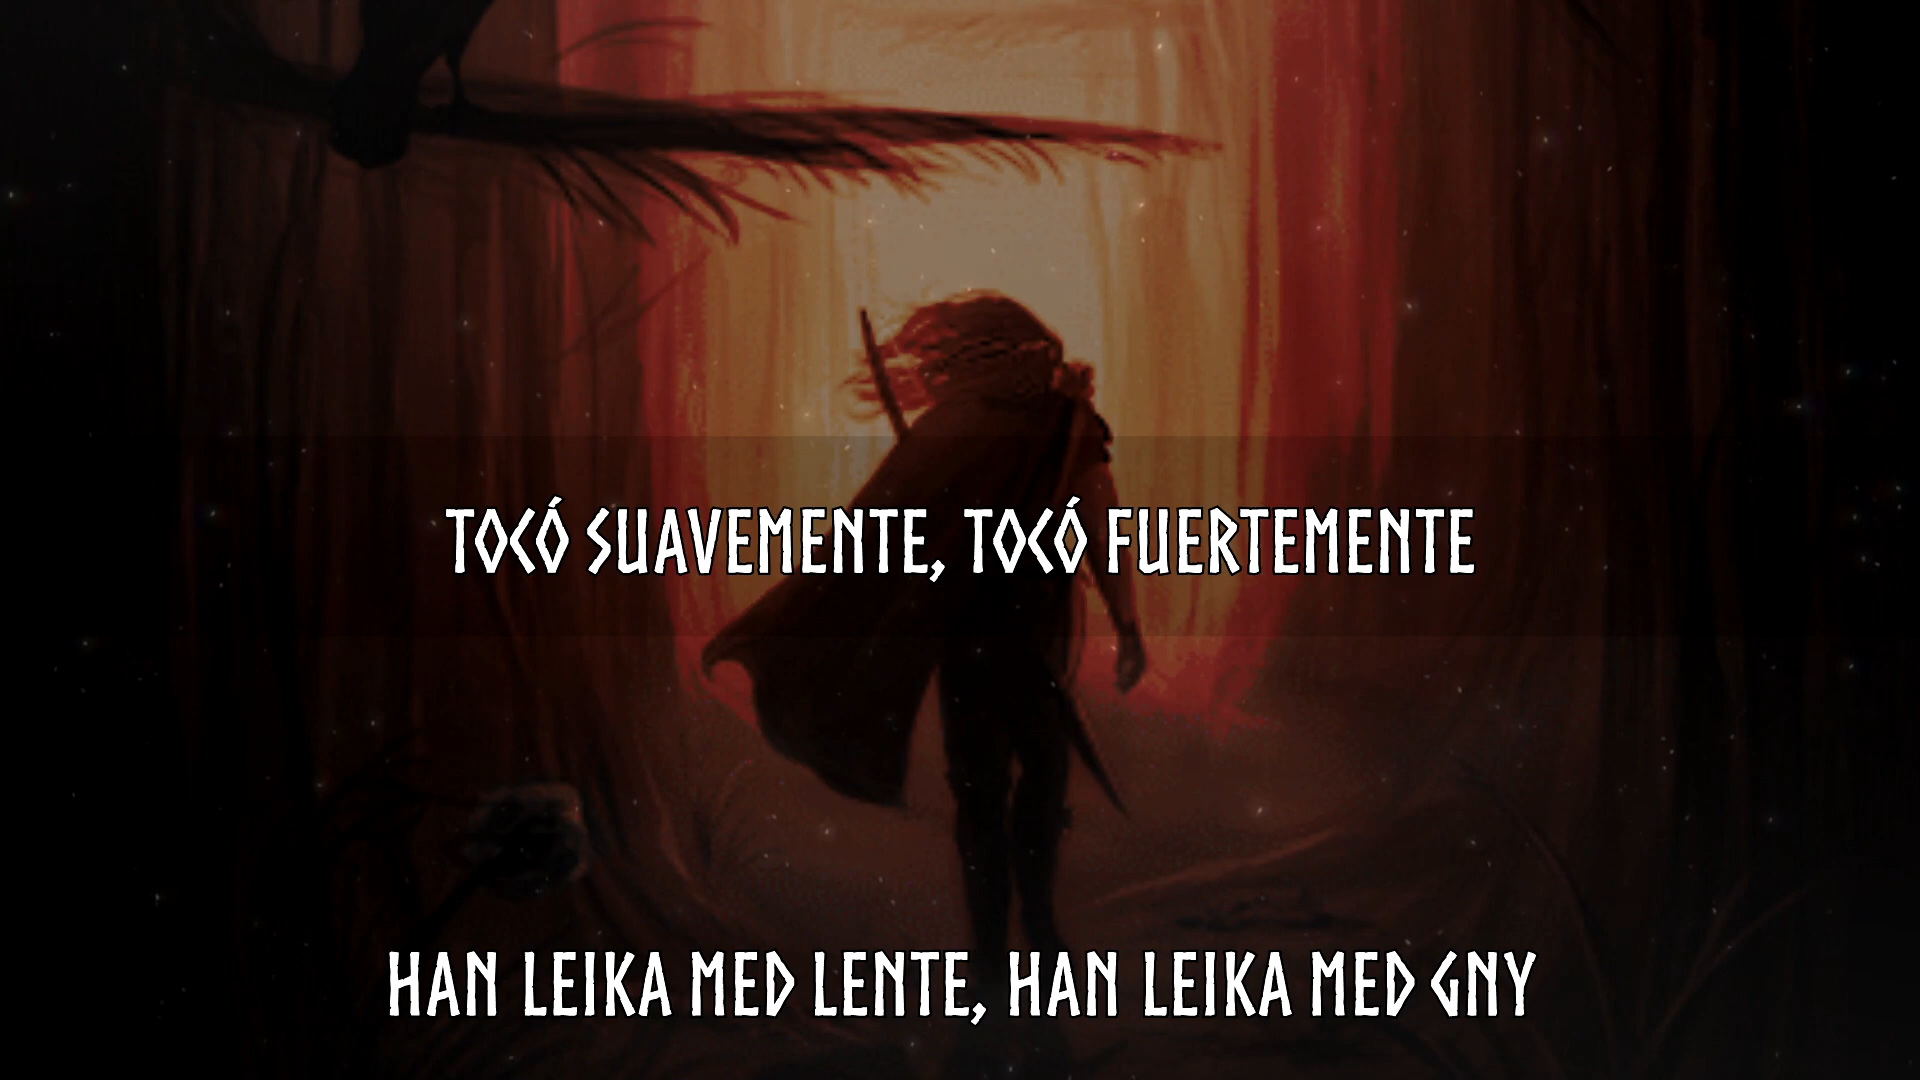 TOCÓ SUAVEMENTE, TOCÓ FUERTEMENTE
HAN LEIKA MED LENTE, HAN LEIKA MED GNY